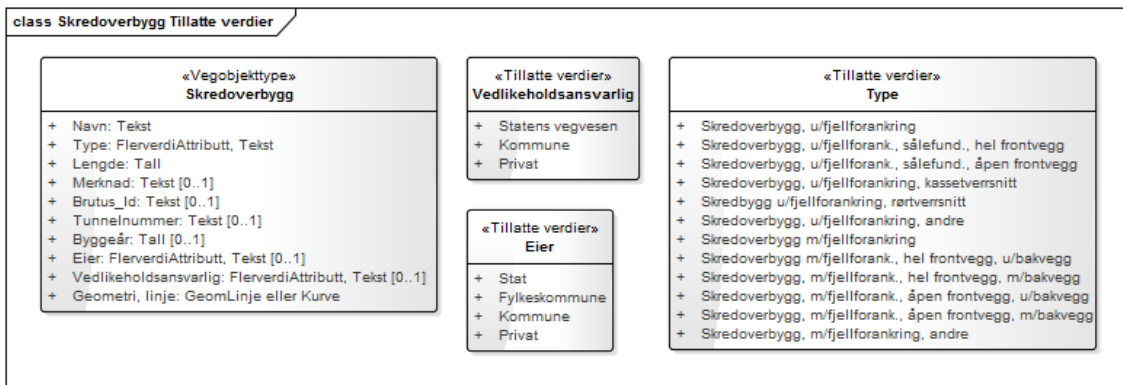 class Skredoverbygg Tillatte verdier
«Vegobjekttype»
Skredoverbygg
+ Navn: Tekst
+ Type: FlerverdiAttributt, Tekst
+ Lengde: Tall
+ Merknad: Tekst [0..1]
+ Brutus_Id: Tekst [0..1]
+ Tunnelnummer: Tekst [0..1]
+ Byggeår: Tall [0..1]
+ Eier: FlerverdiAttributt, Tekst [0..1]
+ Vedlikeholdsansvarlig: FlerverdiAttributt, Tekst [0..1]
+ Geometri, linje: GeomLinje eller Kurve
«Tillatte verdier»
Vedlikeholdsansvarlig
+ Statens vegvesen
+ Kommune
+ Privat
«Tillatte verdier»
Eier
+ Stat
+ Fylkeskommune
+ Kommune
+ Privat
«Tillatte verdier»
Type
+ Skredoverbygg, u/fjellforankring
+ Skredoverbygg, u/fjellforank., sålefund., hel frontvegg
+ Skredoverbygg, u/fjellforank., sålefund., åpen frontvegg
+ Skredoverbygg, u/fjellforankring, kassetverrsnitt
+ Skredbygg u/fjellforankring, rørtverrsnitt
+ Skredoverbygg, u/fjellforankring, andre
+ Skredoverbygg m/fjellforankring
+ Skredoverbygg m/fjellforank., hel frontvegg, u/bakvegg
+ Skredoverbygg, m/fjellforank., hel frontvegg, m/bakvegg
+ Skredoverbygg, m/fjellforank., åpen frontvegg, u/bakvegg
+ Skredoverbygg, m/fjellforank., åpen frontvegg, m/bakvegg
+ Skredoverbygg, m/fjellforankring, andre